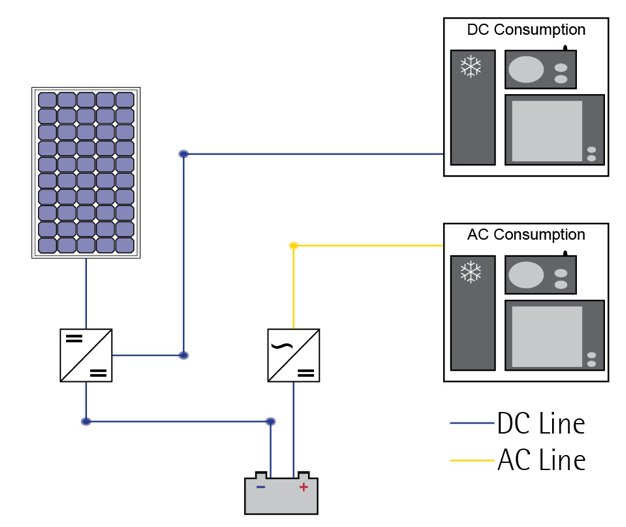 DC Consumption
AC Consumption
DC Line
AC Line
- +